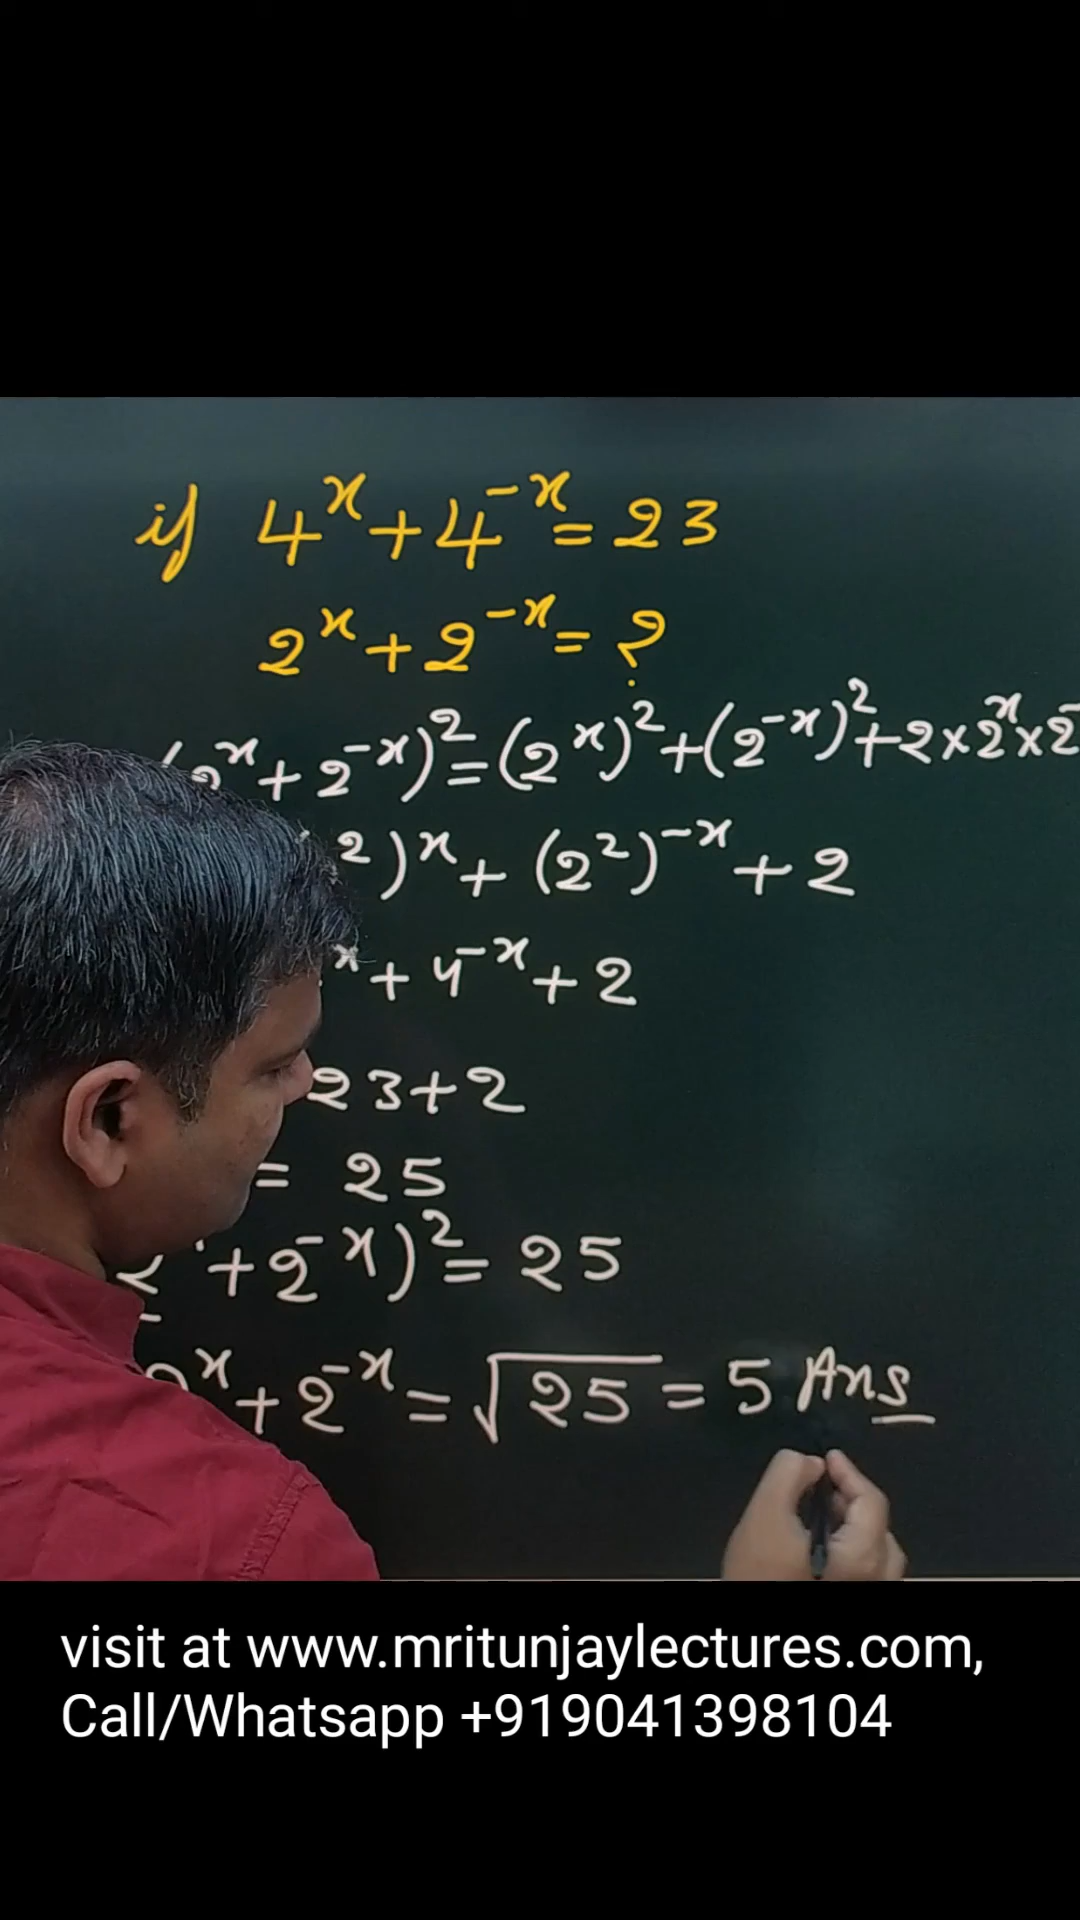 if 4^x + 4^-x = 23
2^x + 2^-x = ?
2^x + 2^-x)^2 = (2^x)^2 + (2^-x)^2 + 2 × 2^x × 2^-
2)^x + (2^2)^-x + 2
^x + 4^-x + 2
23 + 2
= 25
+ 2^-x)^2 = 25
2^x + 2^-x = √25 = 5 Ans
visit at www.mritunjaylectures.com,
Call/Whatsapp +919041398104